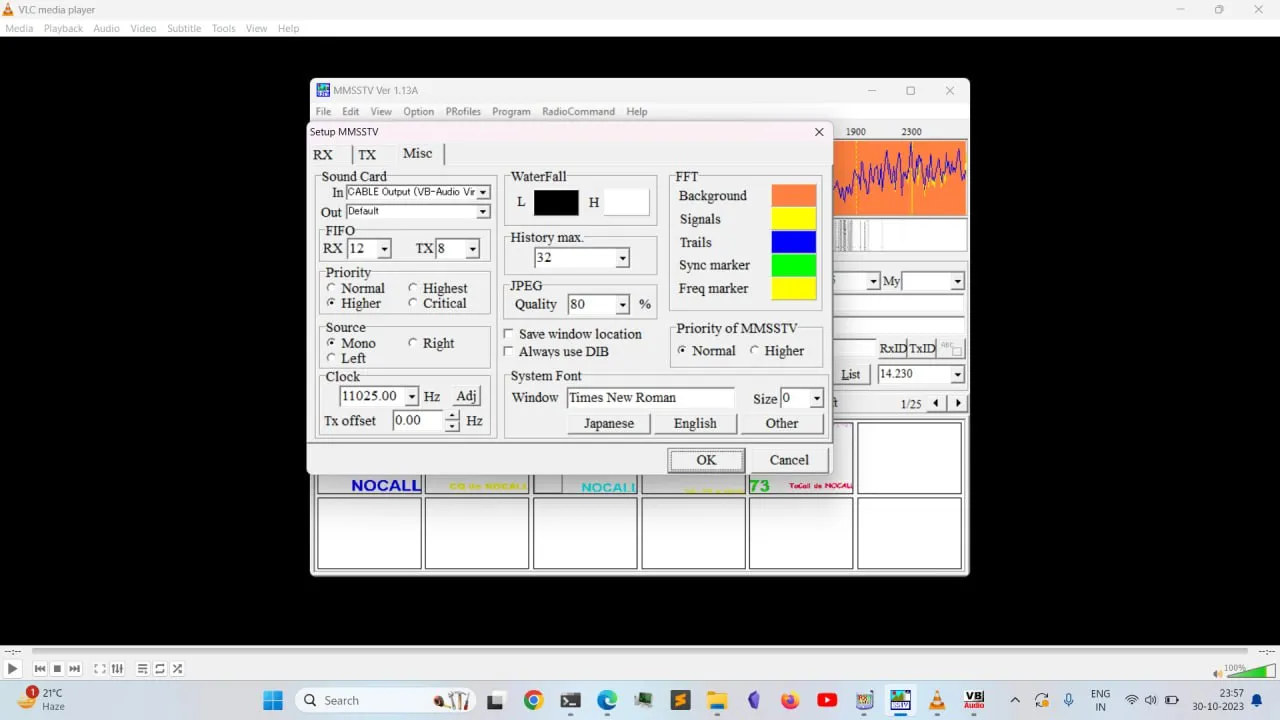 VLC media player
Media Playback Audio Video Subtitle Tools View Help
MMSSTV Ver 1.13A
File Edit View Option PRofiles Program RadioCommand Help
Setup MMSSTV
1900 2300
RX TX Misc
Sound Card
In CABLE Output (VB-Audio Vir
Out Default
FIFO
RX 12 TX 8
Priority
Normal Highest
Higher Critical
Source
Mono Right
Left
Clock
11025.00 Hz Adj
Tx offset 0.00 Hz
WaterFall
L H
History max.
32
JPEG
Quality 80 %
Save window location
Always use DIB
FFT
Background
Signals
Trails
Sync marker
Freq marker
Priority of MMSSTV
Normal Higher
System Font
Window Times New Roman Size 0
Japanese English Other
OK Cancel
My
RxID TxID ABC
List 14.230
1/25
NOCALL CQ de NOCALL NOCALL 73 ToCall de NOCALL
--:-- --:--
100%
1
21°C
Haze
Search
VB
Audio
ENG
IN
23:57
30-10-2023